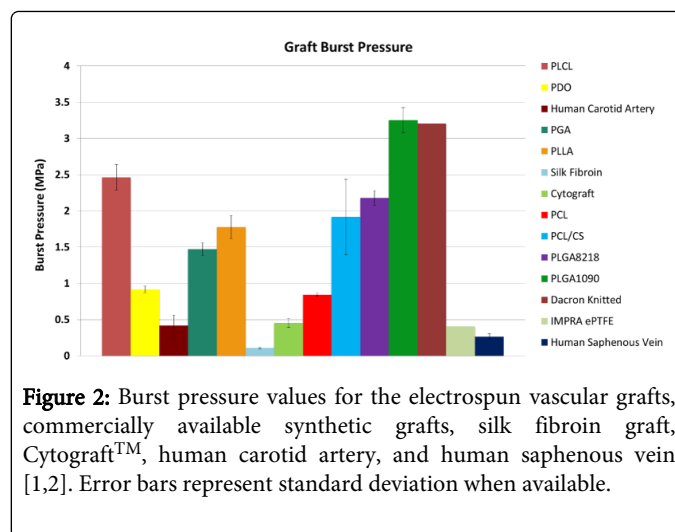 Graft Burst Pressure
4
3.5
3
2.5
2
1.5
1
0.5
0
Burst Pressure (MPa)
PLCL
PDO
Human Carotid Artery
PGA
PLLA
Silk Fibroin
Cytograft
PCL
PCL/CS
PLGA8218
PLGA1090
Dacron Knitted
IMPRA ePTFE
Human Saphenous Vein
Figure 2: Burst pressure values for the electrospun vascular grafts,
commercially available synthetic grafts, silk fibroin graft,
Cytograft™, human carotid artery, and human saphenous vein
[1,2]. Error bars represent standard deviation when available.